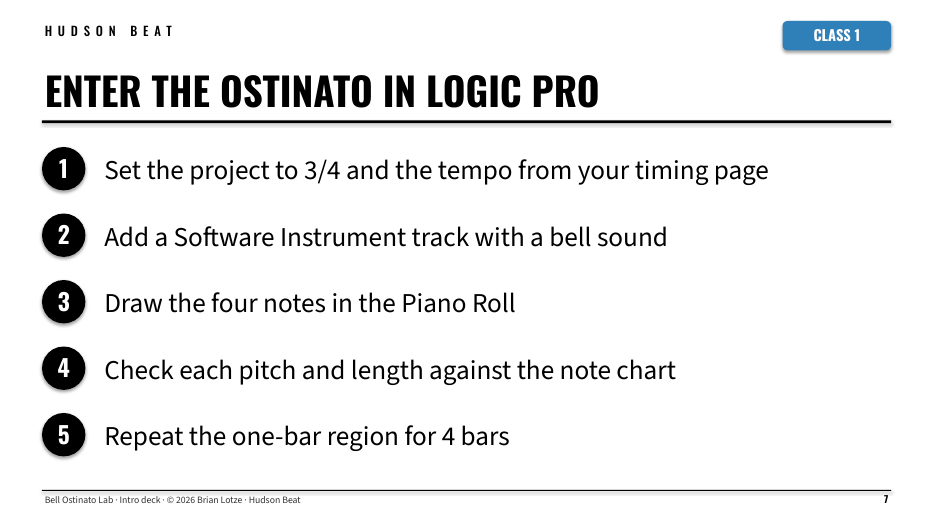 HUDSON BEAT
CLASS 1
ENTER THE OSTINATO IN LOGIC PRO
1 Set the project to 3/4 and the tempo from your timing page
2 Add a Software Instrument track with a bell sound
3 Draw the four notes in the Piano Roll
4 Check each pitch and length against the note chart
5 Repeat the one-bar region for 4 bars
Bell Ostinato Lab · Intro deck · © 2026 Brian Lotze · Hudson Beat 7